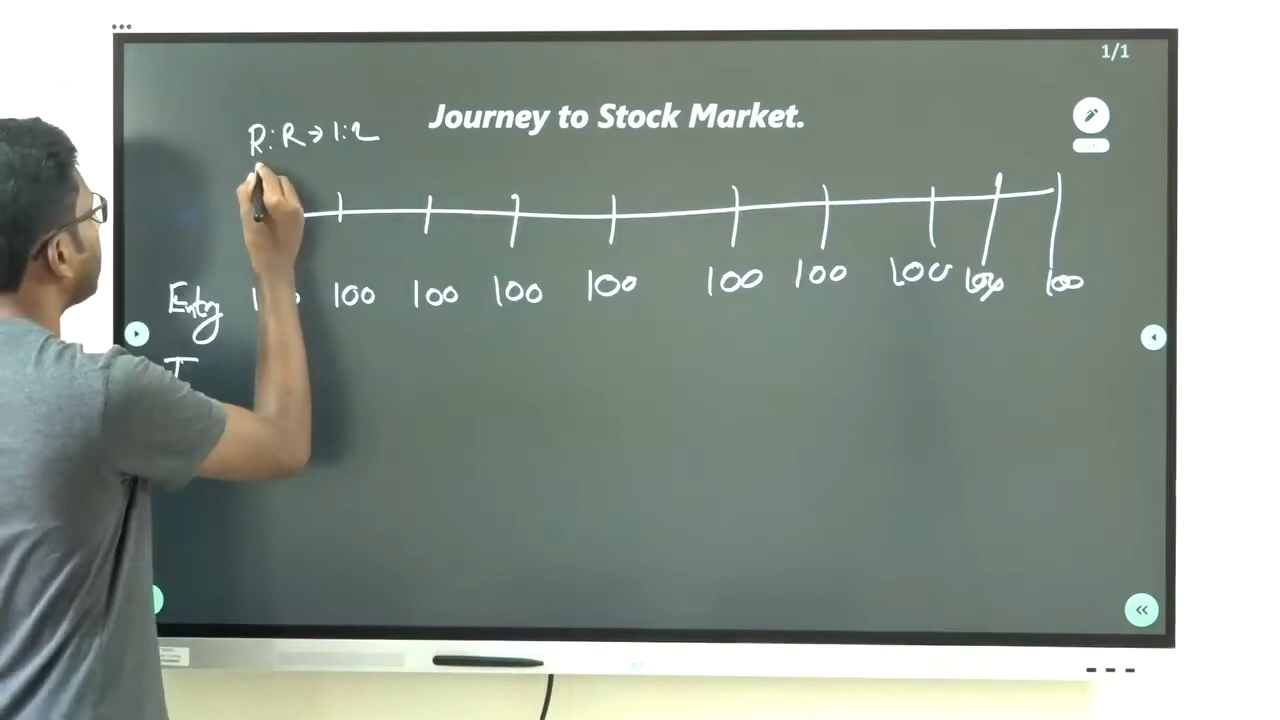 1/1
Journey to Stock Market.
R:R→1:2
Entry 100 100 100 100 100 100 100 100 100
T